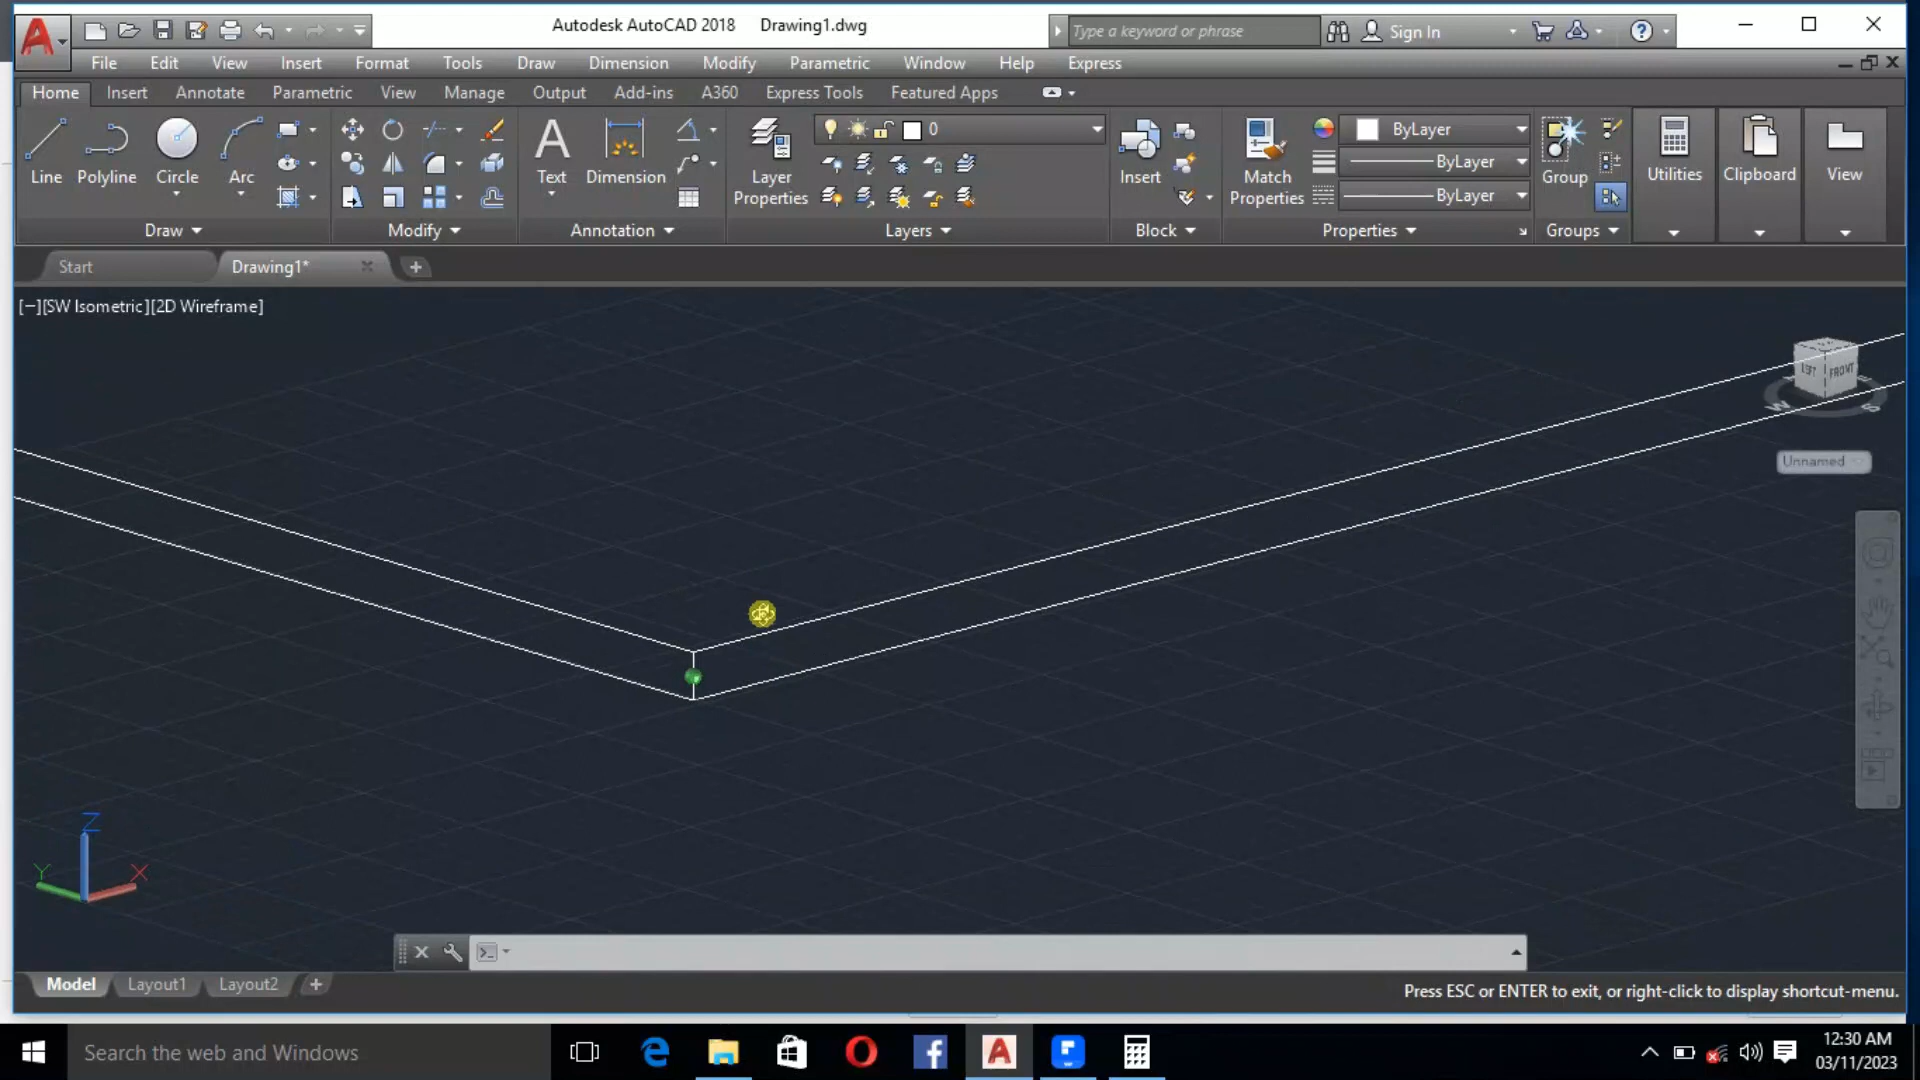 Autodesk AutoCAD 2018 Drawing1.dwg
Type a keyword or phrase
Sign In
File Edit View Insert Format Tools Draw Dimension Modify Parametric Window Help Express
Home Insert Annotate Parametric View Manage Output Add-ins A360 Express Tools Featured Apps
Line Polyline Circle Arc
Text Dimension
Layer Properties
0
Insert
Match Properties
ByLayer
ByLayer
ByLayer
Group
Utilities
Clipboard
View
Draw Modify Annotation Layers Block Properties Groups
Start Drawing1*
[−][SW Isometric][2D Wireframe]
LEFT FRONT
W S
Unnamed
Z
Y X
Model Layout1 Layout2
Press ESC or ENTER to exit, or right-click to display shortcut-menu.
Search the web and Windows
12:30 AM
03/11/2023